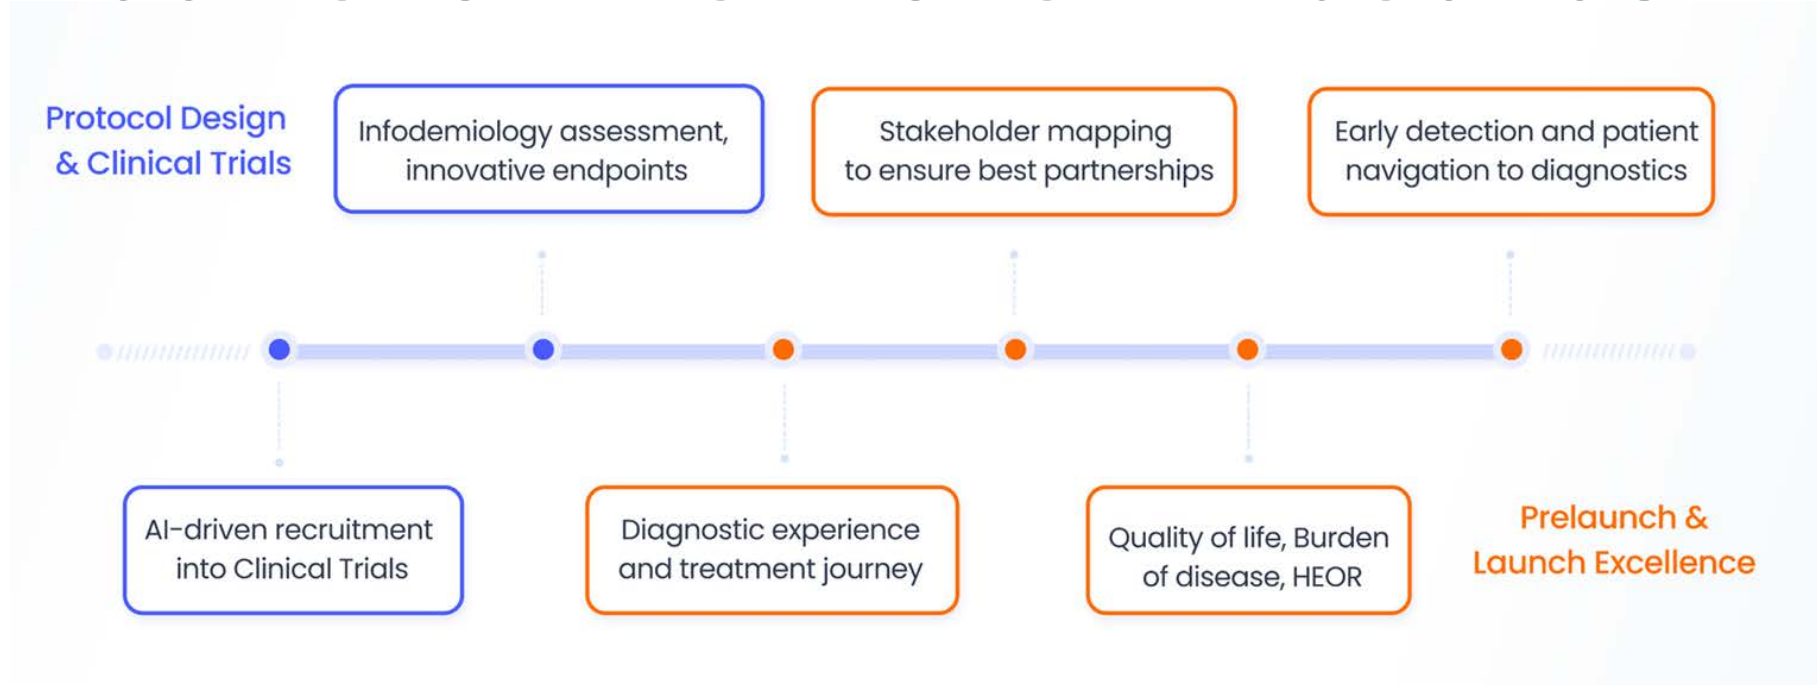 Protocol Design
& Clinical Trials
Infodemiology assessment,
innovative endpoints
Stakeholder mapping
to ensure best partnerships
Early detection and patient
navigation to diagnostics
AI-driven recruitment
into Clinical Trials
Diagnostic experience
and treatment journey
Quality of life, Burden
of disease, HEOR
Prelaunch &
Launch Excellence